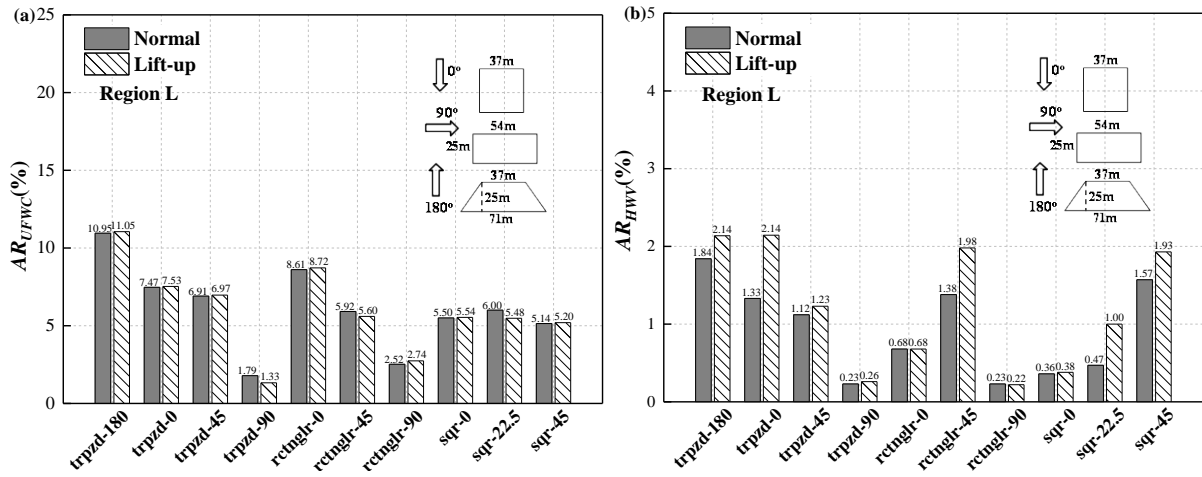 (a)
25
20
15
10
5
0
AR_UFWC(%)
Normal
Lift-up
Region L
37m
0°
90°
54m
25m
37m
25m
180°
71m
10.95 11.05
7.47 7.53
6.91 6.97
1.79 1.33
8.61 8.72
5.92 5.60
2.52 2.74
5.50 5.54
6.00 5.48
5.14 5.20
trpzd-180
trpzd-0
trpzd-45
trpzd-90
rctnglr-0
rctnglr-45
rctnglr-90
sqr-0
sqr-22.5
sqr-45
(b)
5
4
3
2
1
0
AR_HWV(%)
Normal
Lift-up
Region L
37m
0°
90°
54m
25m
37m
25m
180°
71m
1.84 2.14
1.33 2.14
1.12 1.23
0.23 0.26
0.68 0.68
1.38 1.98
0.23 0.22
0.36 0.38
0.47 1.00
1.57 1.93
trpzd-180
trpzd-0
trpzd-45
trpzd-90
rctnglr-0
rctnglr-45
rctnglr-90
sqr-0
sqr-22.5
sqr-45